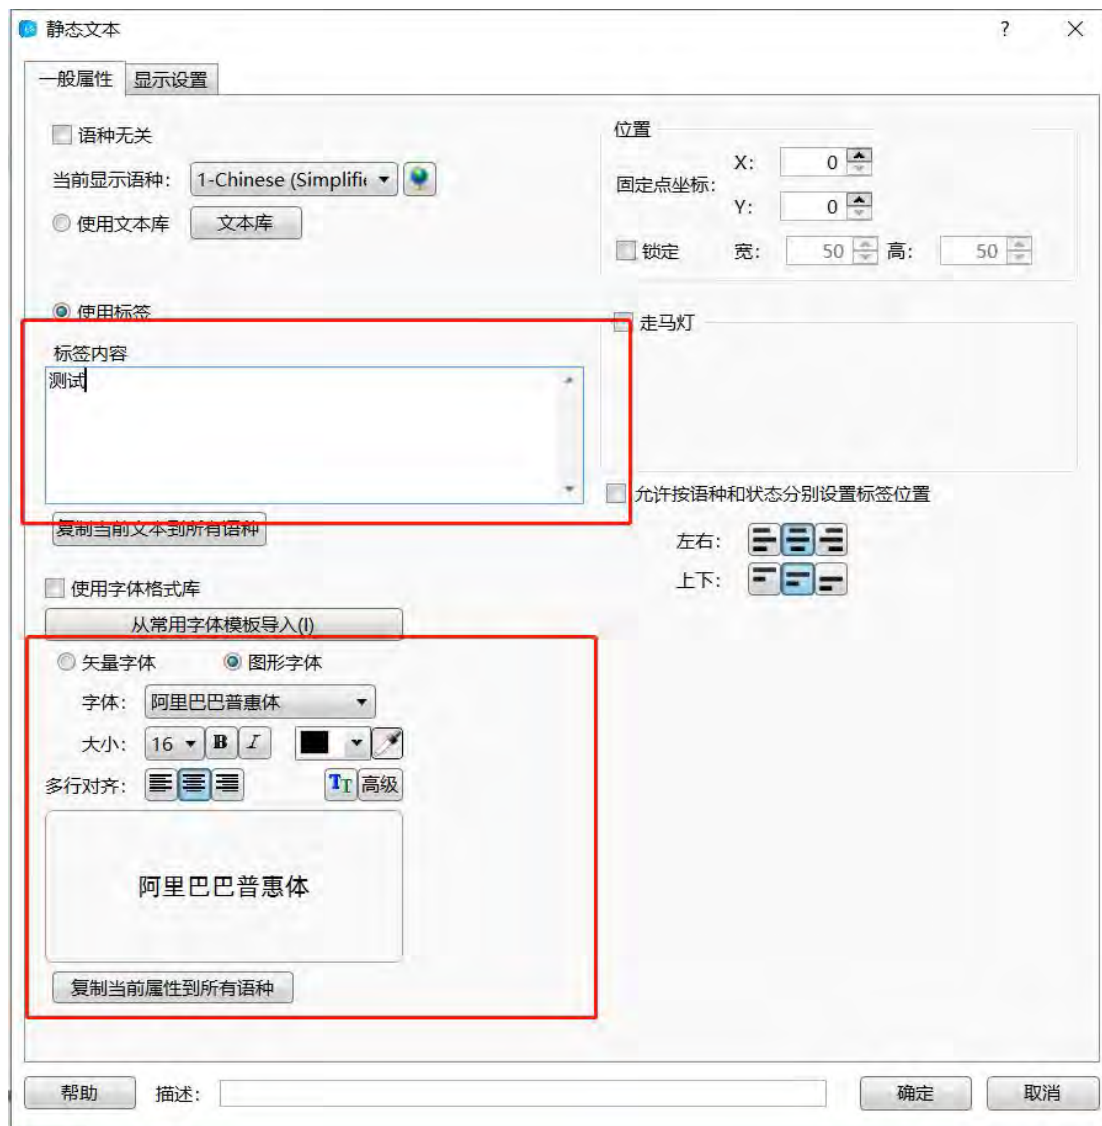 静态文本
?
一般属性 显示设置
语种无关
当前显示语种： 1-Chinese (Simplifi
使用文本库 文本库
使用标签
标签内容
测试
复制当前文本到所有语种
使用字体格式库
从常用字体模板导入(I)
矢量字体 图形字体
字体： 阿里巴巴普惠体
大小： 16 B I
多行对齐： TT 高级
阿里巴巴普惠体
复制当前属性到所有语种
位置
固定点坐标：
X： 0
Y： 0
锁定 宽： 50 高： 50
走马灯
允许按语种和状态分别设置标签位置
左右：
上下：
帮助 描述： 确定 取消